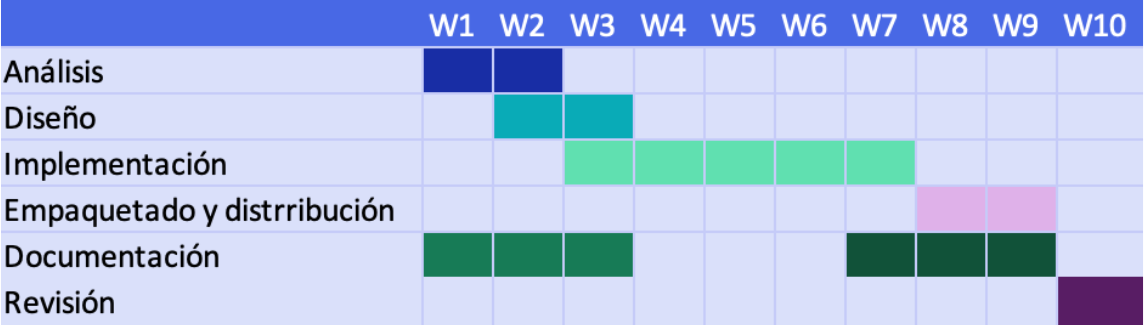 W1 W2 W3 W4 W5 W6 W7 W8 W9 W10
Análisis
Diseño
Implementación
Empaquetado y distrribución
Documentación
Revisión